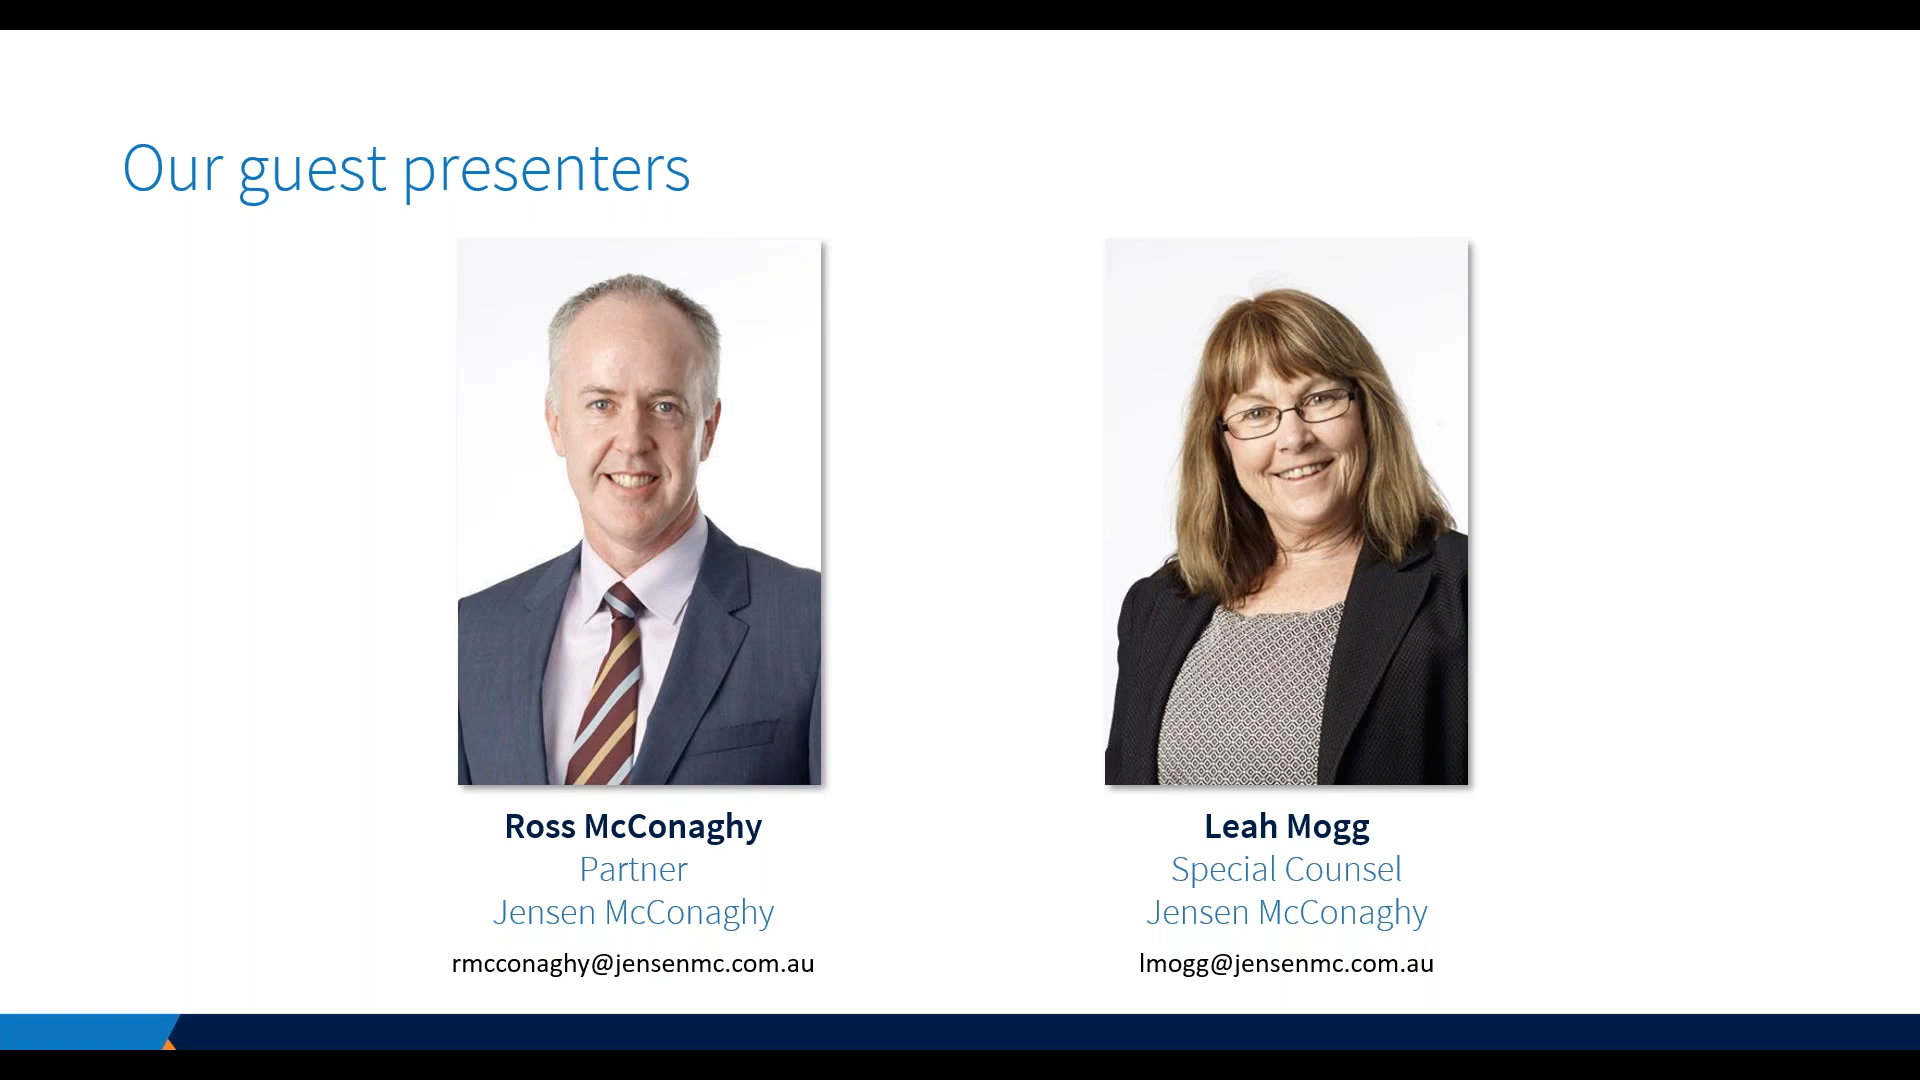 Our guest presenters
Ross McConaghy
Partner
Jensen McConaghy
rmcconaghy@jensenmc.com.au
Leah Mogg
Special Counsel
Jensen McConaghy
lmogg@jensenmc.com.au